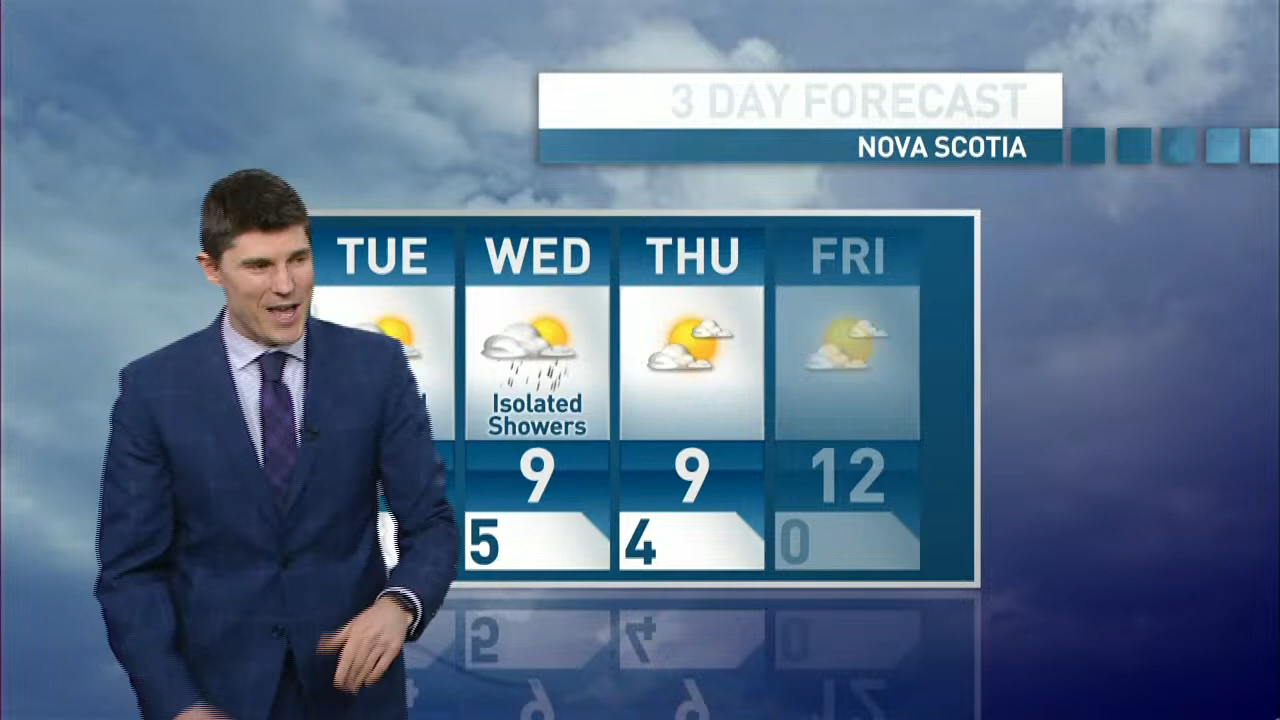 3 DAY FORECAST
NOVA SCOTIA
TUE WED THU FRI
Isolated
Showers
9 9 12
5 4 0